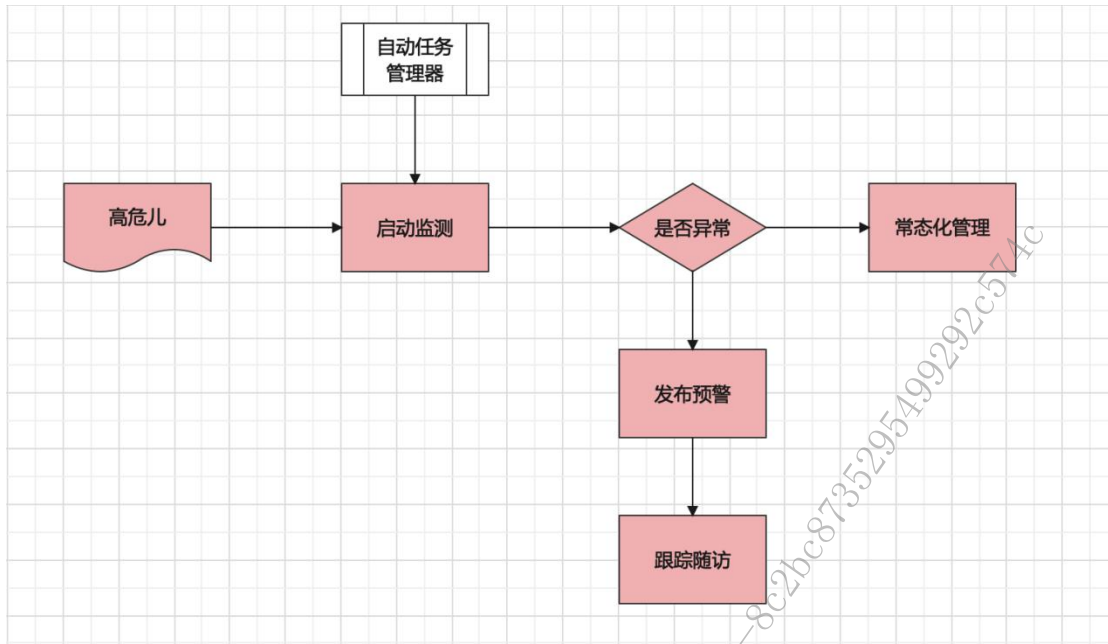 自动任务
管理器
高危儿
启动监测
是否异常
常态化管理
发布预警
跟踪随访
-8c2bc8735295499292c574c